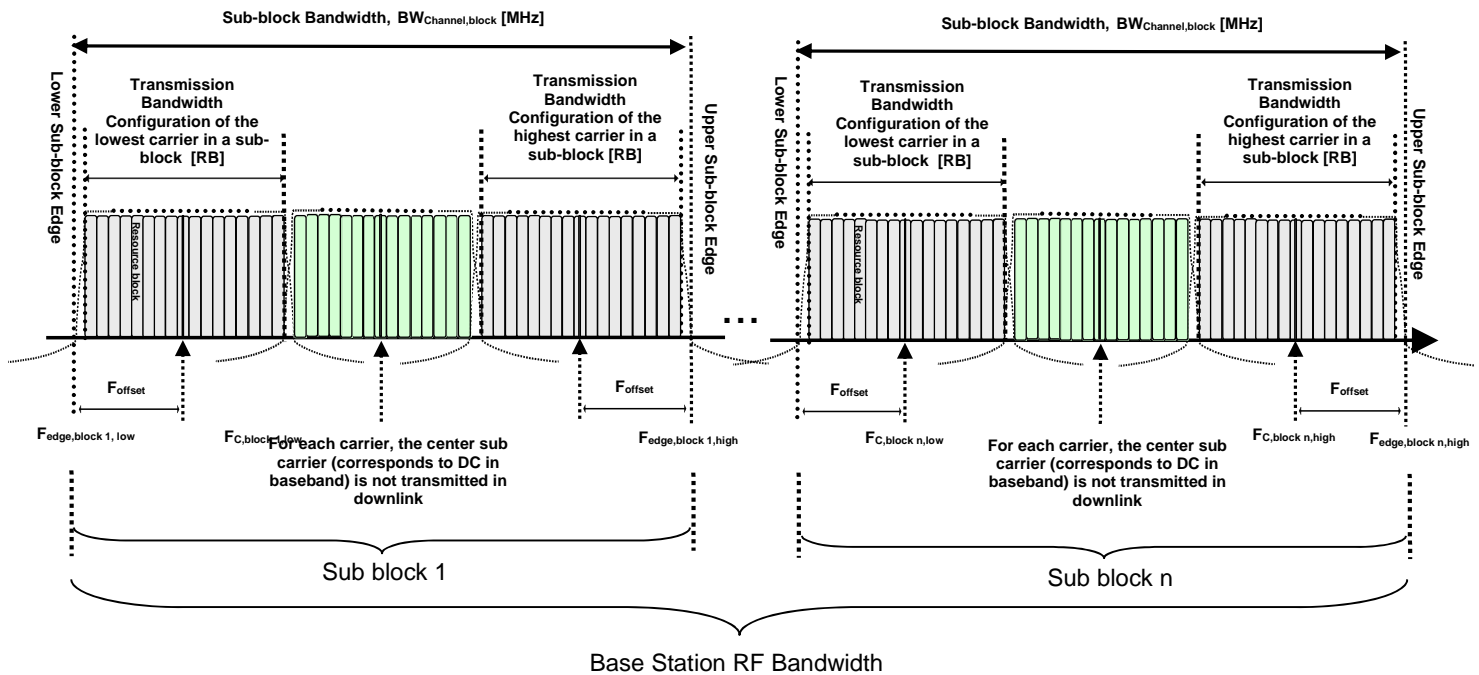 Sub-block Bandwidth, BWChannel,block [MHz]
Sub-block Bandwidth, BWChannel,block [MHz]
Lower Sub-block Edge
Transmission
Bandwidth
Configuration of the
lowest carrier in a sub-
block [RB]
Transmission
Bandwidth
Configuration of the
highest carrier in a
sub-block [RB]
Upper Sub-block Edge
Lower Sub-block Edge
Transmission
Bandwidth
Configuration of the
lowest carrier in a
sub-block [RB]
Transmission
Bandwidth
Configuration of the
highest carrier in a
sub-block [RB]
Upper Sub-block Edge
Resource block
...
Resource block
Foffset
Foffset
Foffset
Foffset
Fedge,block 1, low
FC,block 1,low
Fedge,block 1,high
FC,block n,low
FC,block n,high
Fedge,block n,high
For each carrier, the center sub
carrier (corresponds to DC in
baseband) is not transmitted in
downlink
For each carrier, the center sub
carrier (corresponds to DC in
baseband) is not transmitted in
downlink
Sub block 1
Sub block n
Base Station RF Bandwidth